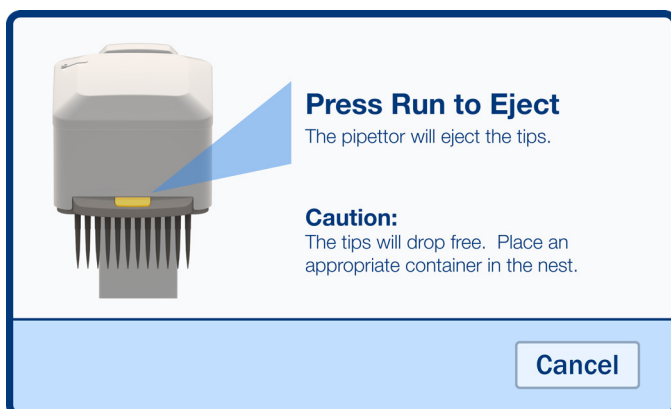 Press Run to Eject
The pipettor will eject the tips.
Caution:
The tips will drop free.  Place an
appropriate container in the nest.
Cancel